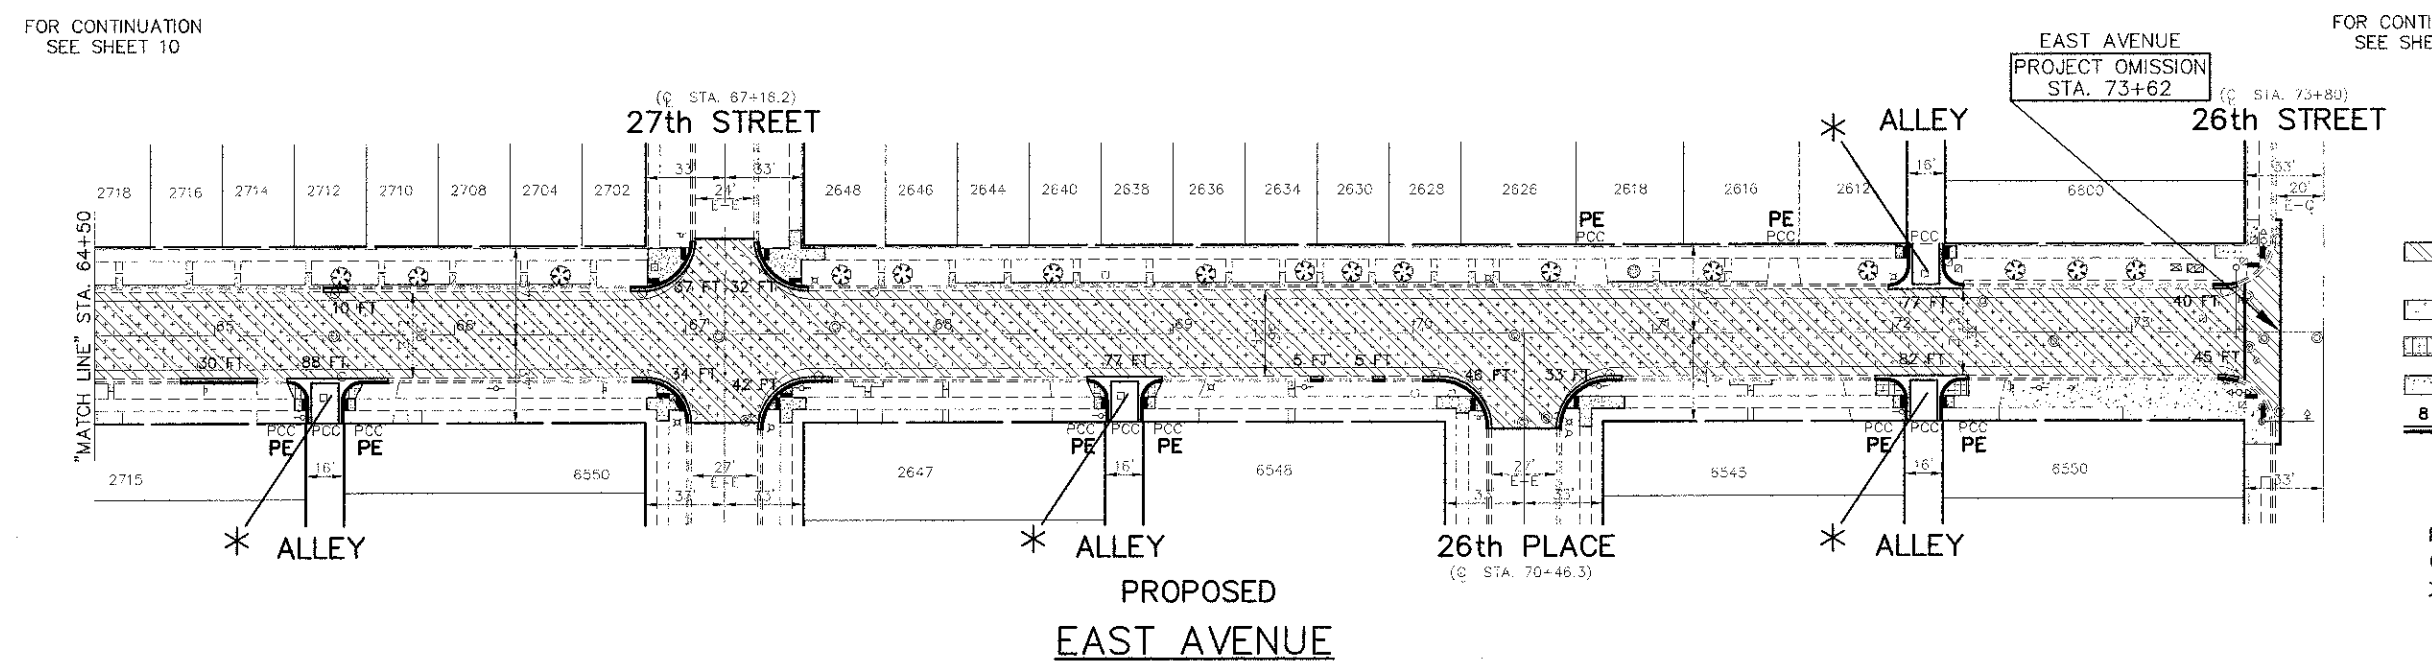 FOR CONTINUATION
SEE SHEET 10
FOR CONTI
SEE SHE
EAST AVENUE
PROJECT OMISSION
STA. 73+62
(℄ STA. 67+16.2)
27th STREET
ALLEY
(℄ STA. 73+80)
26th STREET
33' 33'
24'
E-E
16'
33'
20'
E-℄
2718 2716 2714 2712 2710 2708 2704 2702
2648 2646 2644 2640 2638 2636 2634 2630 2628 2626 2618 2616 2612 6600
PE PE
PCC PCC PCC
"MATCH LINE" STA. 64+50
32 FT
10 FT
77 FT
40 FT
65 66 67 68 69 70 71 72 73
30 FT 88 FT 34 FT 42 FT 77 FT 5 FT 5 FT 46 FT 33 FT 82 FT 45 FT
PCC PCC PCC PCC PCC PCC PCC PCC
PE PE PE PE PE PE
2715 16' 6550 27' 2647 16' 6548 27' 6545 16' 6550 33'
E-E E-E
33' 33'
8
ALLEY ALLEY 26th PLACE ALLEY
(℄ STA. 70+46.3)
PROPOSED
EAST AVENUE